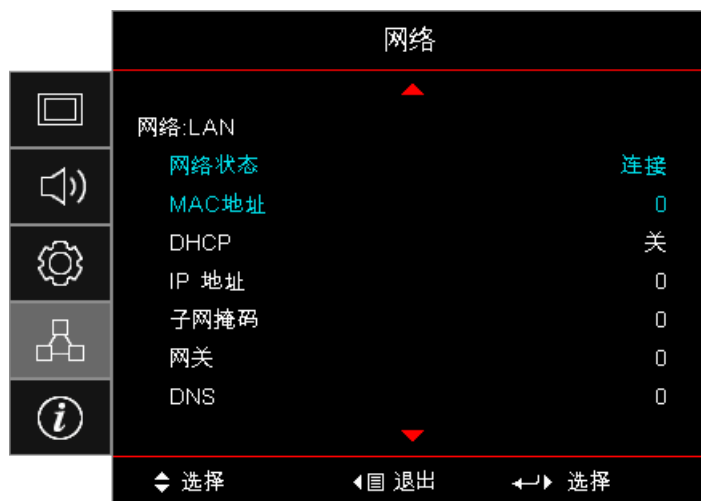 网络
网络:LAN
网络状态 连接
MAC地址 0
DHCP 关
IP 地址 0
子网掩码 0
网关 0
DNS 0
选择 退出 选择